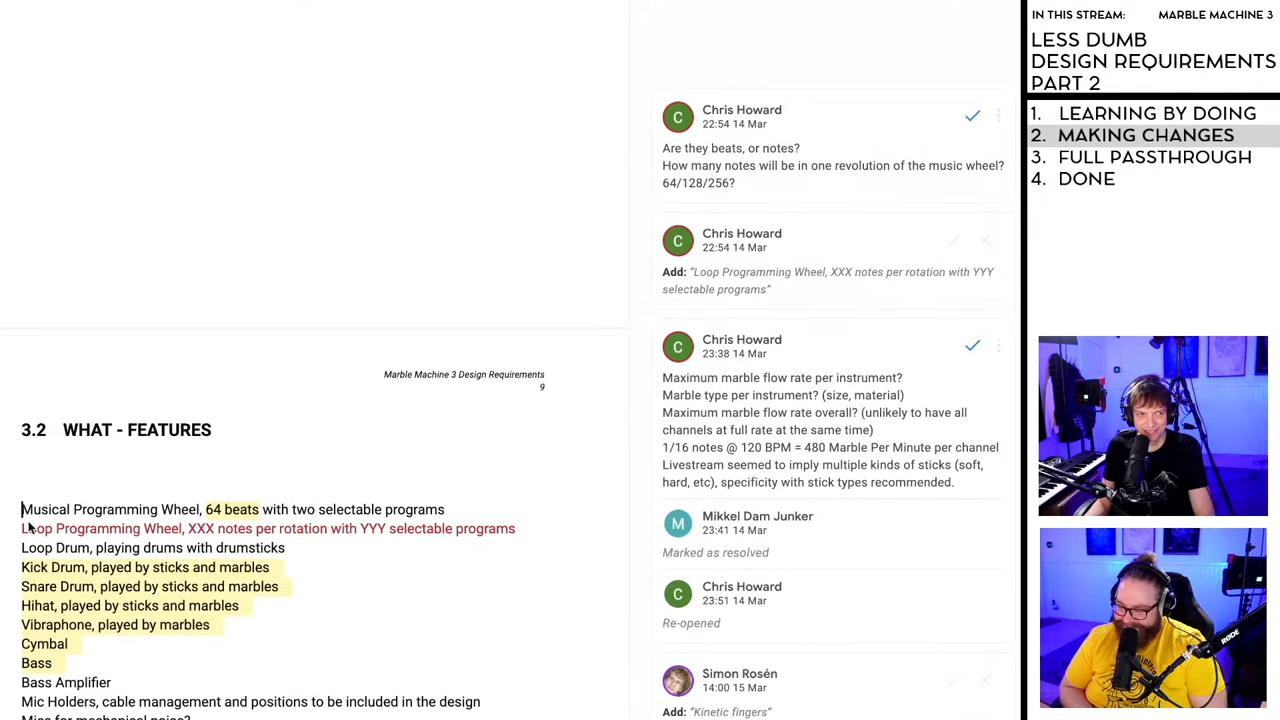 IN THIS STREAM: MARBLE MACHINE 3
LESS DUMB
DESIGN REQUIREMENTS
PART 2
1. LEARNING BY DOING
2. MAKING CHANGES
3. FULL PASSTHROUGH
4. DONE
C
Chris Howard
22:54 14 Mar
Are they beats, or notes?
How many notes will be in one revolution of the music wheel?
64/128/256?
C
Chris Howard
22:54 14 Mar
Add: "Loop Programming Wheel, XXX notes per rotation with YYY
selectable programs"
C
Chris Howard
23:38 14 Mar
Maximum marble flow rate per instrument?
Marble type per instrument? (size, material)
Maximum marble flow rate overall? (unlikely to have all
channels at full rate at the same time)
1/16 notes @ 120 BPM = 480 Marble Per Minute per channel
Livestream seemed to imply multiple kinds of sticks (soft,
hard, etc), specificity with stick types recommended.
M
Mikkel Dam Junker
23:41 14 Mar
Marked as resolved
C
Chris Howard
23:51 14 Mar
Re-opened
Simon Rosén
14:00 15 Mar
Add: "Kinetic fingers"
Marble Machine 3 Design Requirements
9
3.2 WHAT - FEATURES
Musical Programming Wheel, 64 beats with two selectable programs
Loop Programming Wheel, XXX notes per rotation with YYY selectable programs
Loop Drum, playing drums with drumsticks
Kick Drum, played by sticks and marbles
Snare Drum, played by sticks and marbles
Hihat, played by sticks and marbles
Vibraphone, played by marbles
Cymbal
Bass
Bass Amplifier
Mic Holders, cable management and positions to be included in the design
Mics for mechanical noise?
RØDE